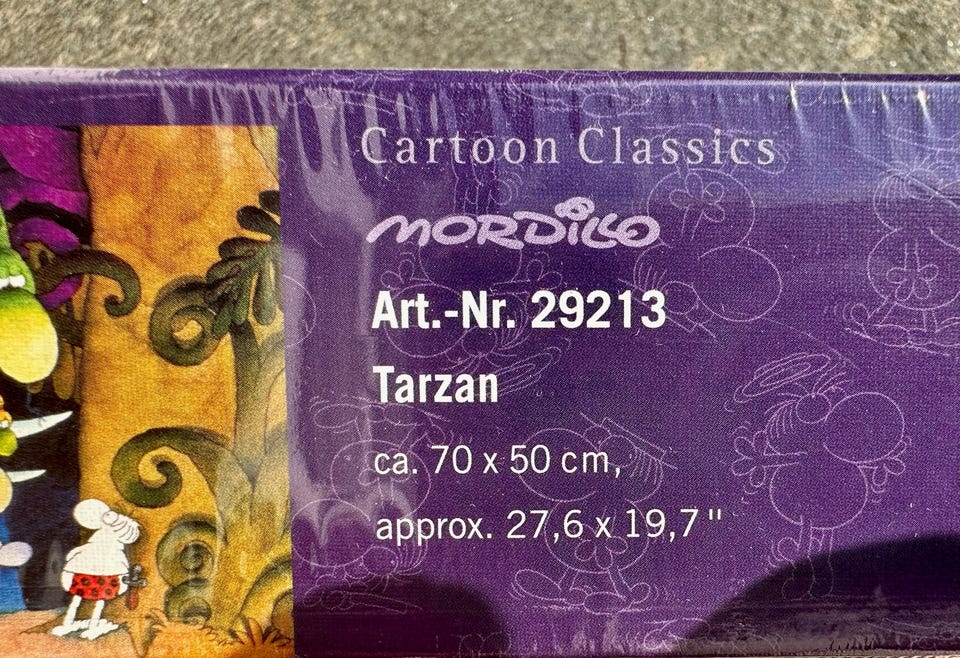 Cartoon Classics
MORDILLO
Art.-Nr. 29213
Tarzan
ca. 70 x 50 cm,
approx. 27,6 x 19,7"